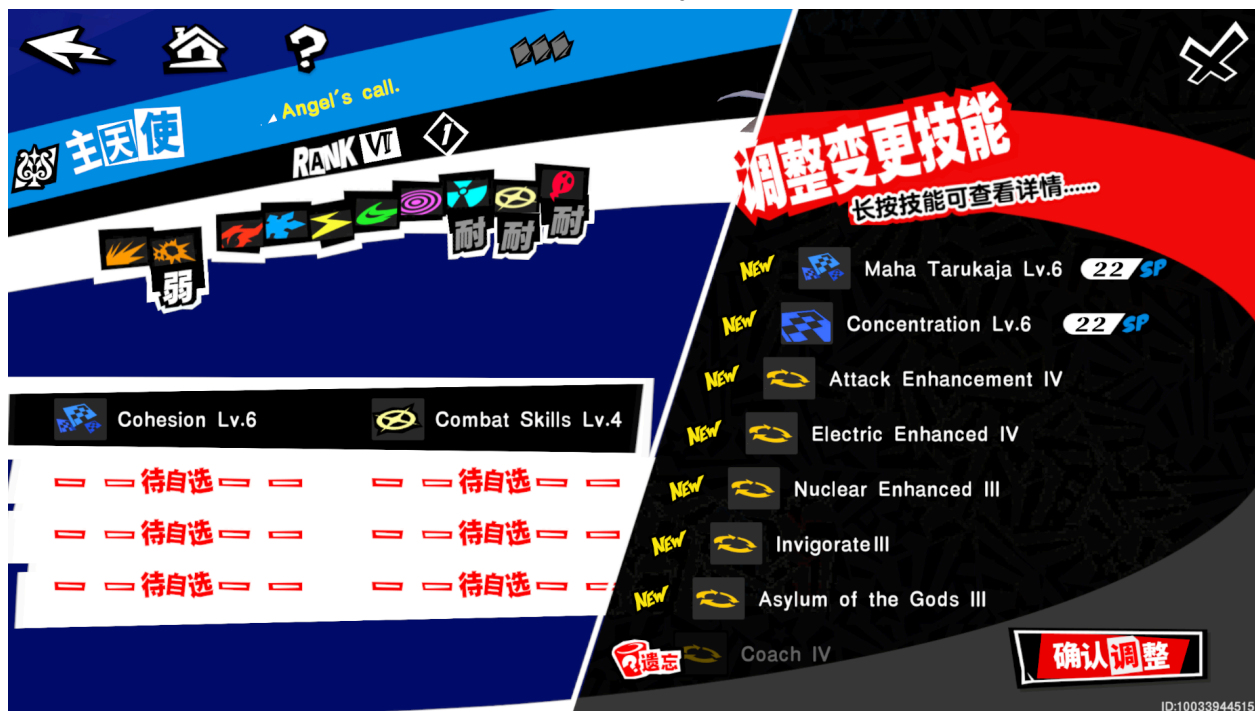 Angel's call.
主天使
RANK VI 1
弱 耐 耐 耐
Cohesion Lv.6 Combat Skills Lv.4
待自选 待自选
待自选 待自选
待自选 待自选
调整变更技能
长按技能可查看详情……
NEW Maha Tarukaja Lv.6 22 SP
NEW Concentration Lv.6 22 SP
NEW Attack Enhancement IV
NEW Electric Enhanced IV
NEW Nuclear Enhanced III
NEW Invigorate III
NEW Asylum of the Gods III
遗忘 Coach IV
确认调整
ID:10033944515